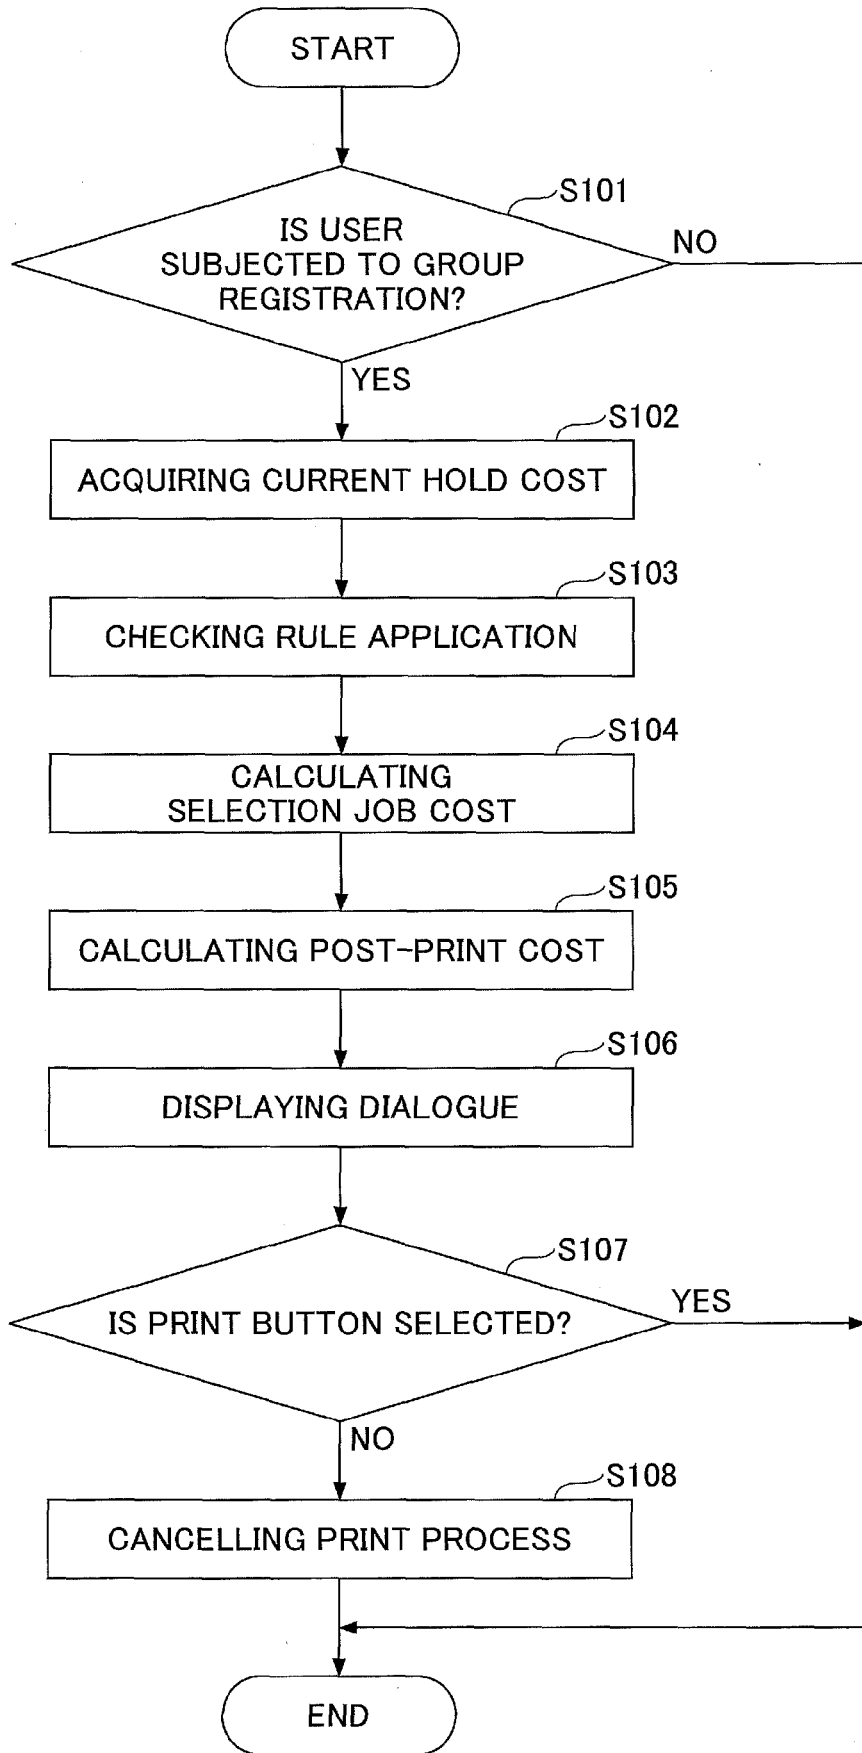 START
S101
IS USER
SUBJECTED TO GROUP
REGISTRATION?
NO
YES
S102
ACQUIRING CURRENT HOLD COST
S103
CHECKING RULE APPLICATION
S104
CALCULATING
SELECTION JOB COST
S105
CALCULATING POST-PRINT COST
S106
DISPLAYING DIALOGUE
S107
IS PRINT BUTTON SELECTED?
YES
NO
S108
CANCELLING PRINT PROCESS
END